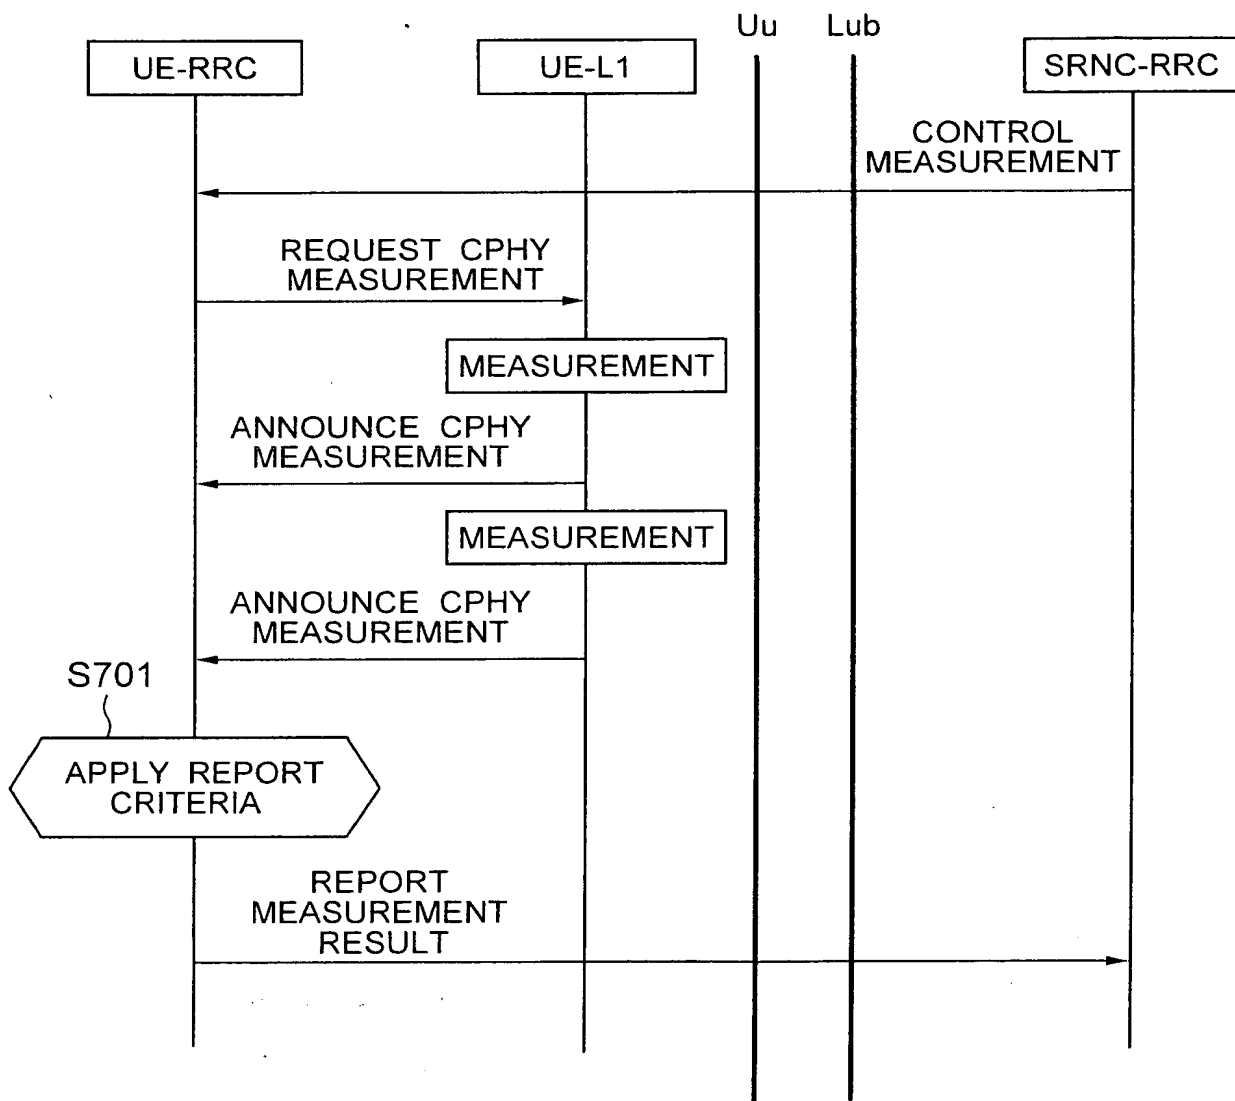 Uu Lub
UE-RRC UE-L1 SRNC-RRC
CONTROL
MEASUREMENT
REQUEST CPHY
MEASUREMENT
MEASUREMENT
ANNOUNCE CPHY
MEASUREMENT
MEASUREMENT
ANNOUNCE CPHY
MEASUREMENT
S701
APPLY REPORT
CRITERIA
REPORT
MEASUREMENT
RESULT